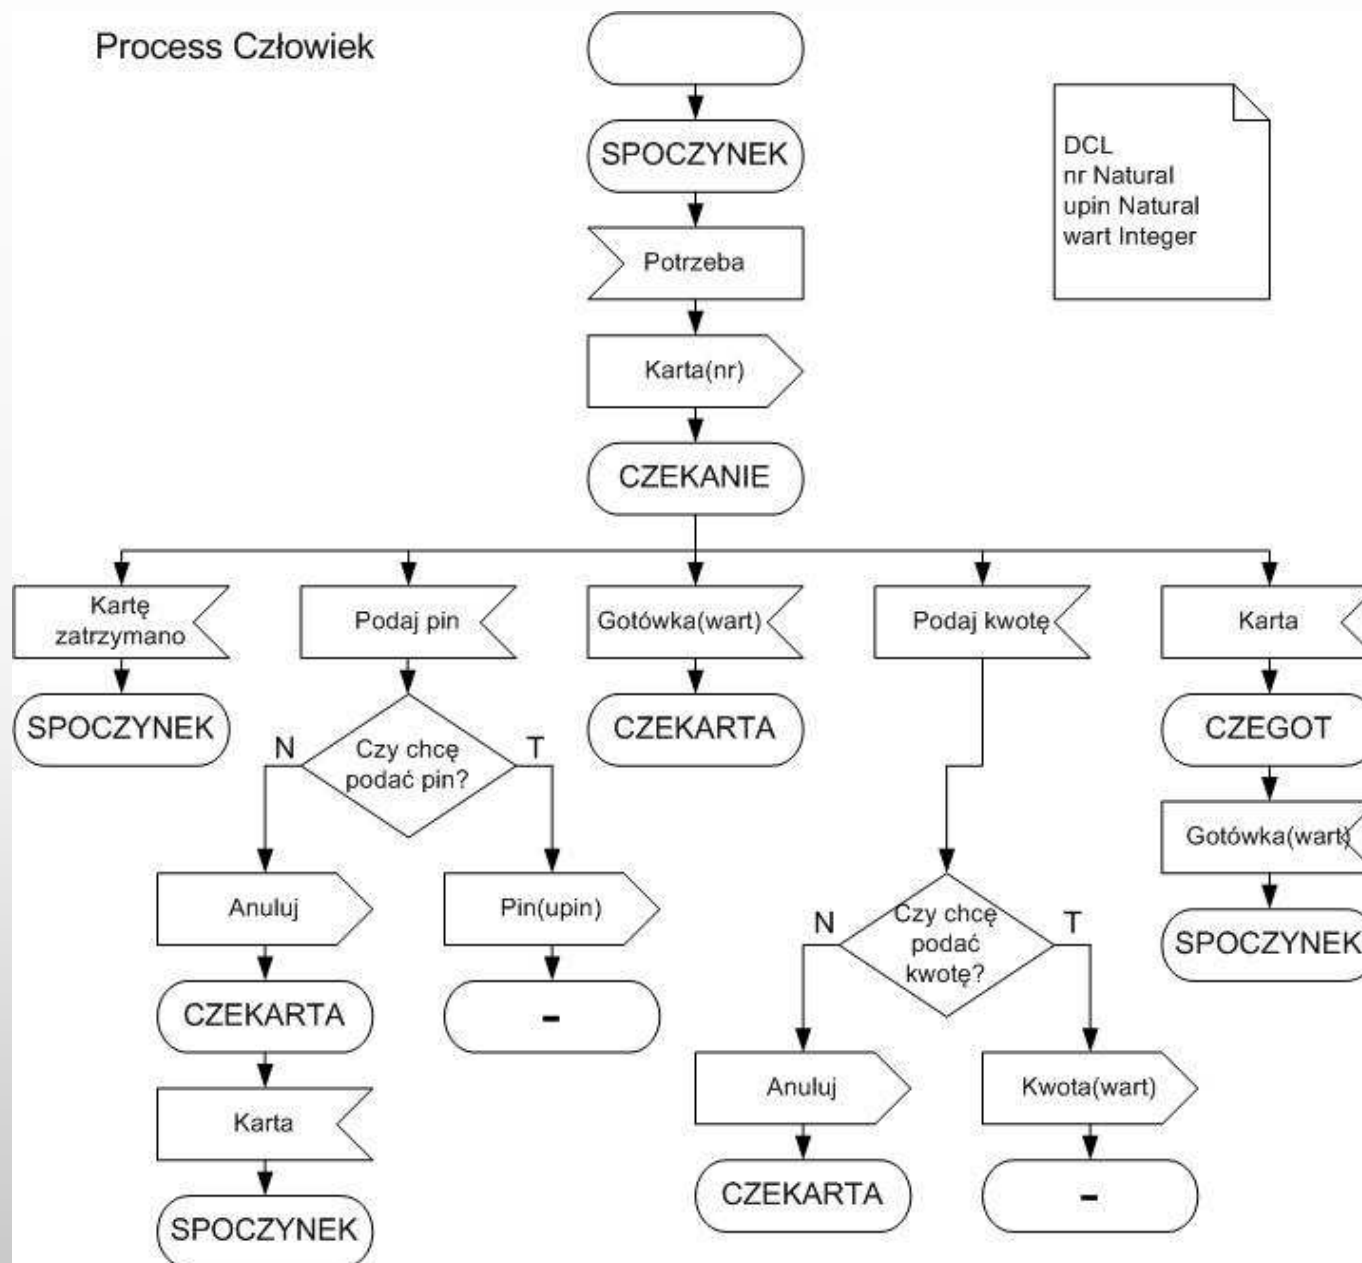 Process Człowiek
SPOCZYNEK
DCL
nr Natural
upin Natural
wart Integer
Potrzeba
Karta(nr)
CZEKANIE
Kartę
zatrzymano
Podaj pin
Gotówka(wart)
Podaj kwotę
Karta
SPOCZYNEK
N
Czy chcę
podać pin?
T
CZEKARTA
CZEGOT
Gotówka(wart)
Anuluj
Pin(upin)
N
Czy chcę
podać
kwotę?
T
SPOCZYNEK
CZEKARTA
-
Karta
Anuluj
Kwota(wart)
SPOCZYNEK
CZEKARTA
-